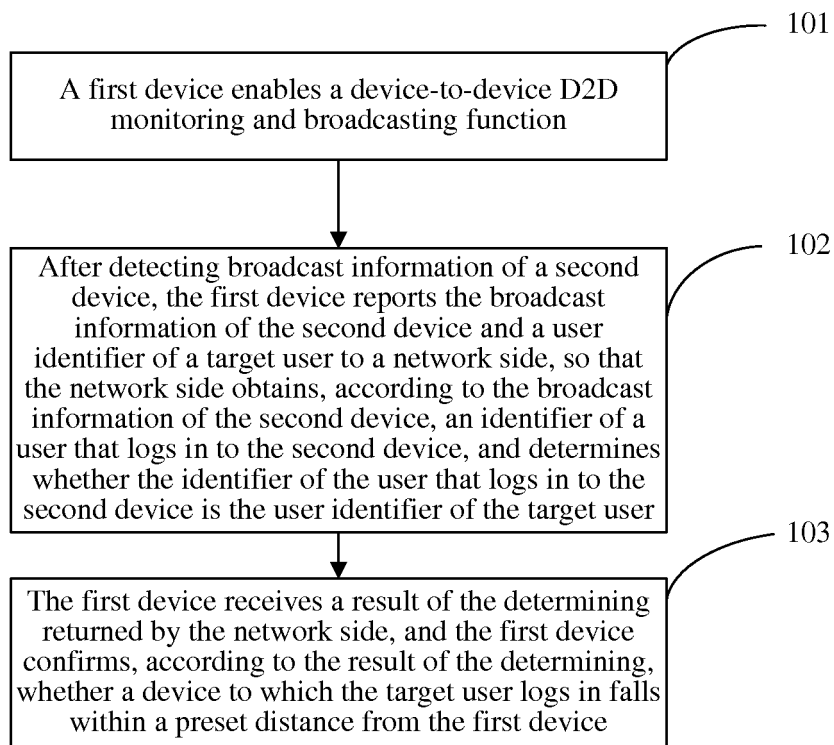 101
A first device enables a device-to-device D2D
monitoring and broadcasting function
102
After detecting broadcast information of a second
device, the first device reports the broadcast
information of the second device and a user
identifier of a target user to a network side, so that
the network side obtains, according to the broadcast
information of the second device, an identifier of a
user that logs in to the second device, and determines
whether the identifier of the user that logs in to the
second device is the user identifier of the target user
103
The first device receives a result of the determining
returned by the network side, and the first device
confirms, according to the result of the determining,
whether a device to which the target user logs in falls
within a preset distance from the first device